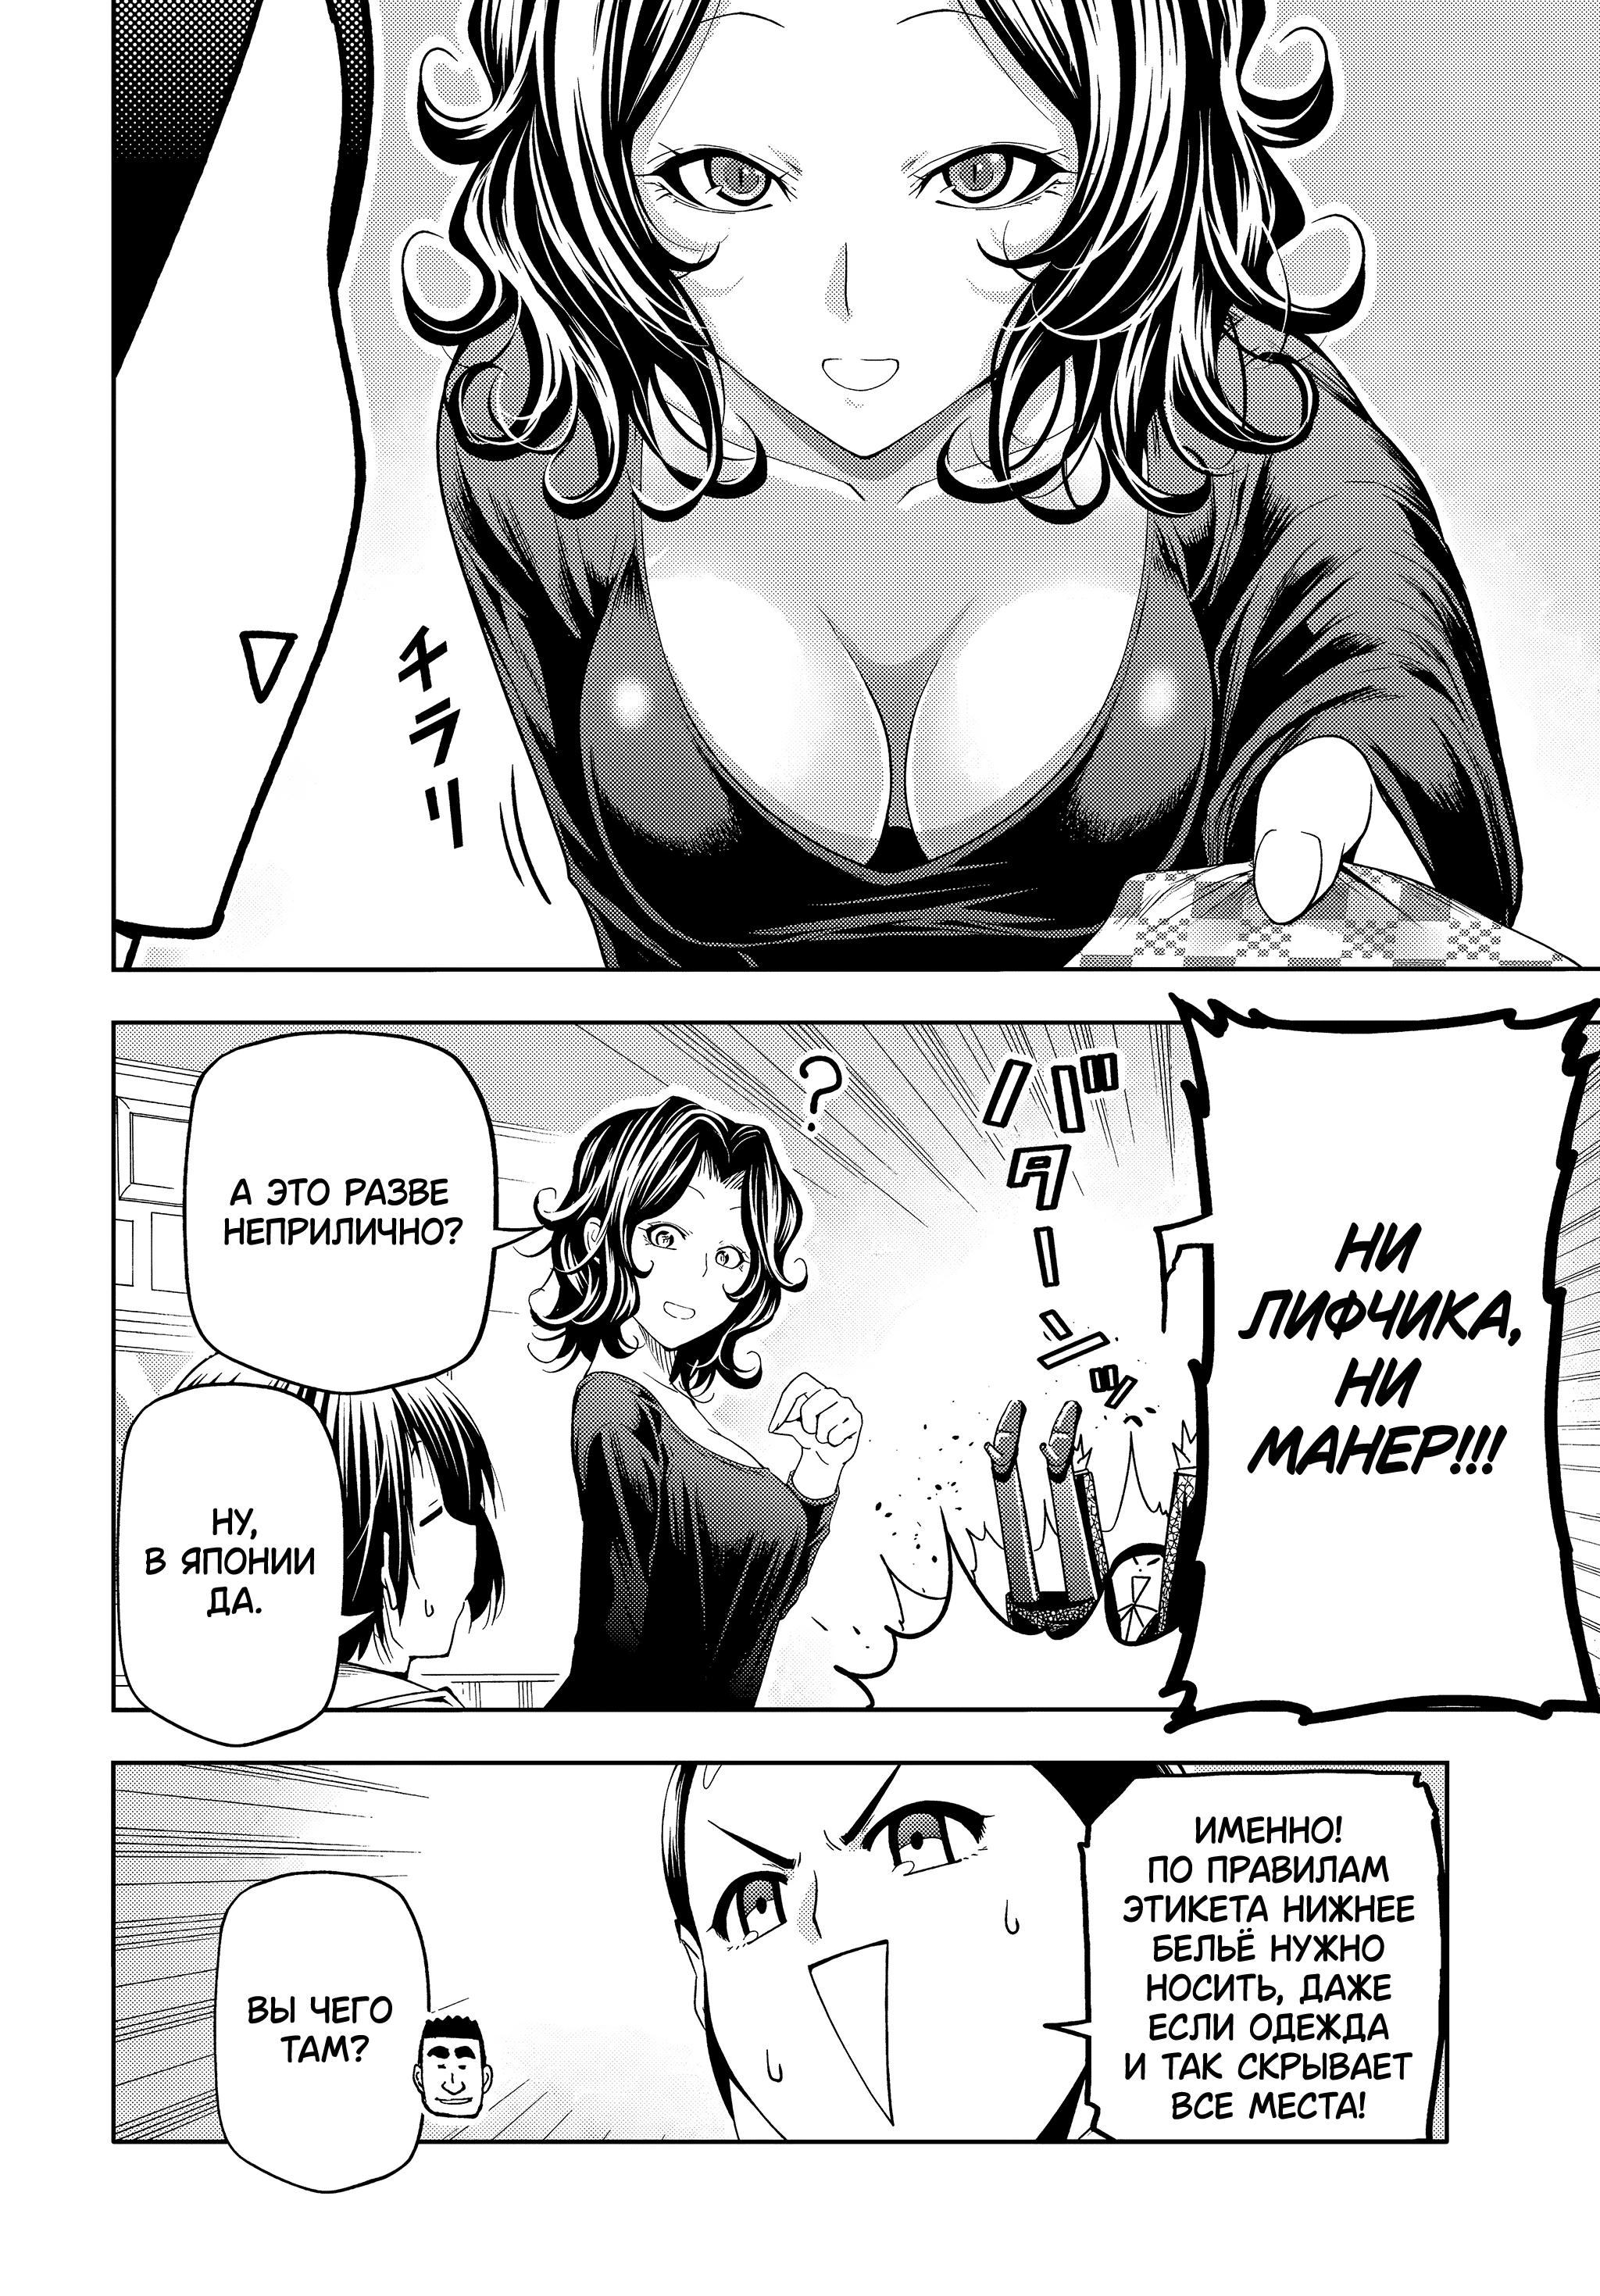 チラリ
НИ
ЛИФЧИКА,
НИ
МАНЕР!!!
バターンッ
?
А ЭТО РАЗВЕ
НЕПРИЛИЧНО?
НУ,
В ЯПОНИИ
ДА.
ИМЕННО!
ПО ПРАВИЛАМ
ЭТИКЕТА НИЖНЕЕ
БЕЛЬЁ НУЖНО
НОСИТЬ, ДАЖЕ
ЕСЛИ ОДЕЖДА
И ТАК СКРЫВАЕТ
ВСЕ МЕСТА!
ВЫ ЧЕГО
ТАМ?